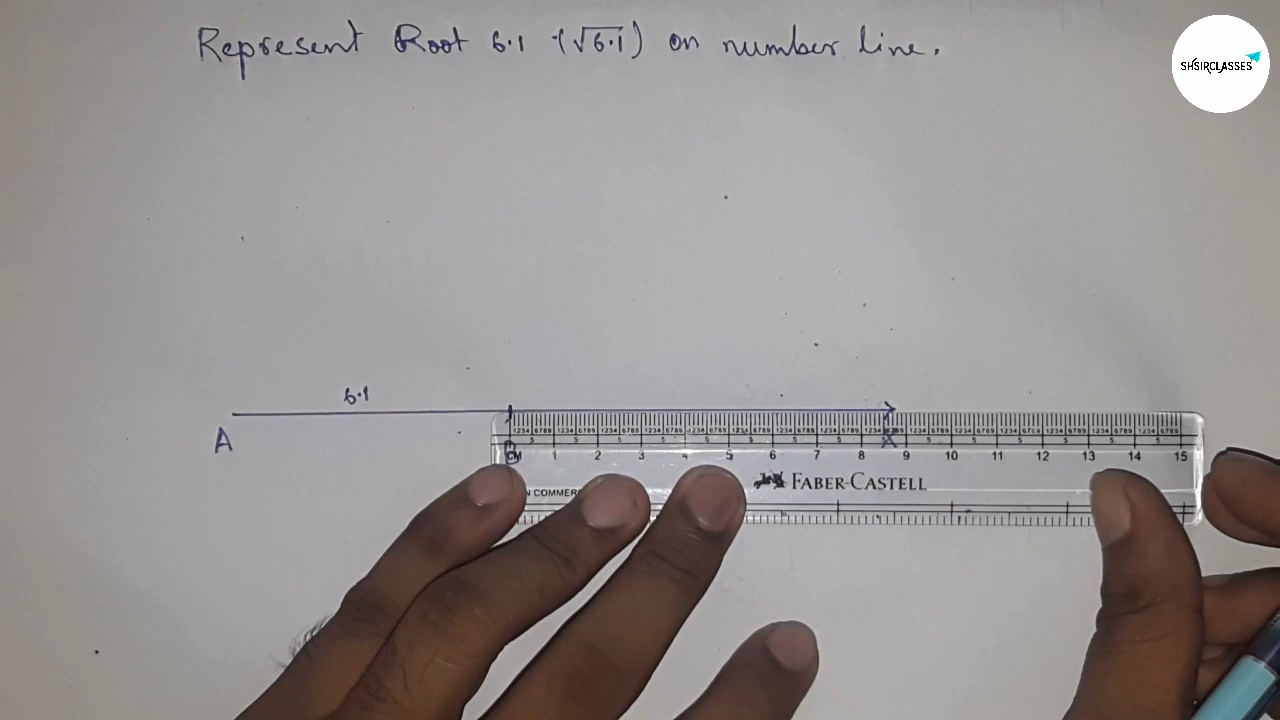 Represent Root 6.1 (√6.1) on number line.
SHSIRCLASSES
6.1
A
B
X
CM 1 2 3 4 5 6 7 8 9 10 11 12 13 14 15
FABER-CASTELL